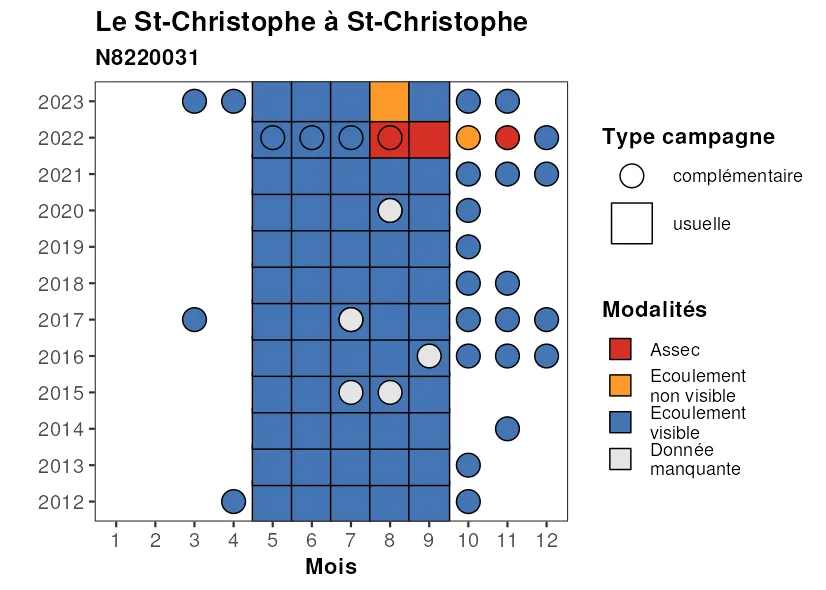 Le St-Christophe à St-Christophe
N8220031
2023
2022
2021
2020
2019
2018
2017
2016
2015
2014
2013
2012
1 2 3 4 5 6 7 8 9 10 11 12
Mois
Type campagne
complémentaire
usuelle
Modalités
Assec
Ecoulement
non visible
Ecoulement
visible
Donnée
manquante